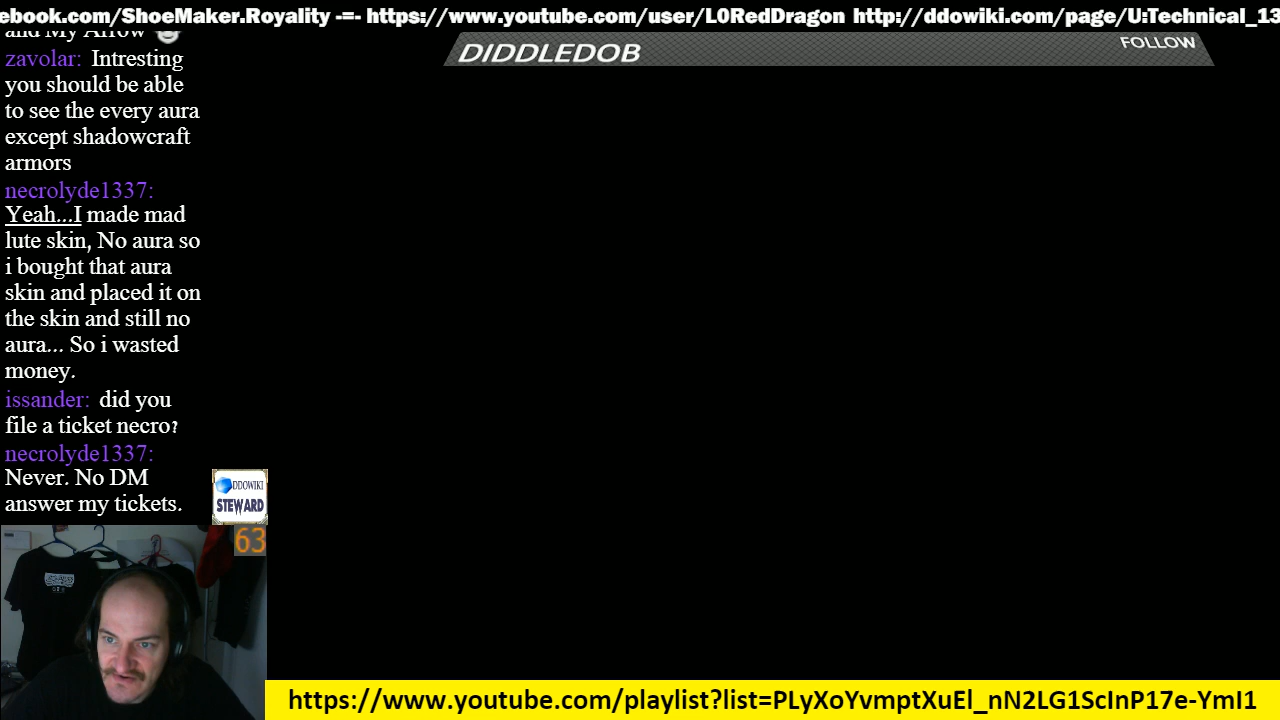 ebook.com/ShoeMaker.Royality -=- https://www.youtube.com/user/L0RedDragon http://ddowiki.com/page/U:Technical_13
and My Arrow
DIDDLEDOB
FOLLOW
zavolar: Intresting
you should be able
to see the every aura
except shadowcraft
armors
necrolyde1337:
Yeah...I made mad
lute skin, No aura so
i bought that aura
skin and placed it on
the skin and still no
aura... So i wasted
money.
issander: did you
file a ticket necro?
necrolyde1337:
Never. No DM
answer my tickets.
DDOWIKI
STEWARD
63
https://www.youtube.com/playlist?list=PLyXoYvmptXuEl_nN2LG1ScInP17e-YmI1